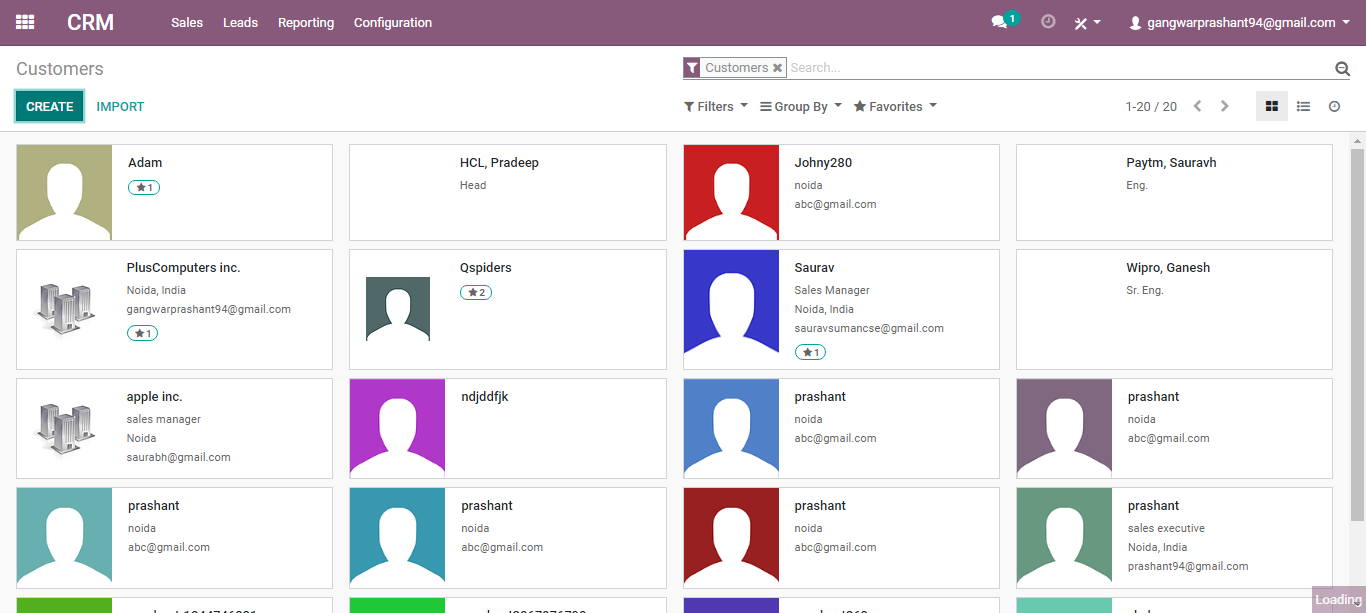 CRM Sales Leads Reporting Configuration 1 gangwarprashant94@gmail.com
Customers
Customers Search...
CREATE IMPORT Filters Group By Favorites 1-20 / 20
Adam
1
HCL, Pradeep
Head
Johny280
noida
abc@gmail.com
Paytm, Sauravh
Eng.
PlusComputers inc.
Noida, India
gangwarprashant94@gmail.com
1
Qspiders
2
Saurav
Sales Manager
Noida, India
sauravsumancse@gmail.com
1
Wipro, Ganesh
Sr. Eng.
apple inc.
sales manager
Noida
saurabh@gmail.com
ndjddfjk
prashant
noida
abc@gmail.com
prashant
noida
abc@gmail.com
prashant
noida
abc@gmail.com
prashant
noida
abc@gmail.com
prashant
noida
abc@gmail.com
prashant
sales executive
Noida, India
prashant94@gmail.com
Loading